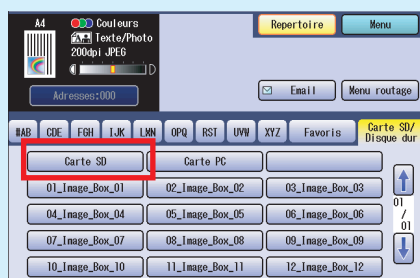 A4
Couleurs
Texte/Photo
200dpi JPEG
D
Adresses:000
Repertoire
Menu
Email
Menu routage
#AB
CDE
FGH
IJK
LMN
OPQ
RST
UVW
XYZ
Favoris
Carte SD/
Disque dur
Carte SD
Carte PC
01_Image_Box_01
02_Image_Box_02
03_Image_Box_03
04_Image_Box_04
05_Image_Box_05
06_Image_Box_06
07_Image_Box_07
08_Image_Box_08
09_Image_Box_09
10_Image_Box_10
11_Image_Box_11
12_Image_Box_12
01
/
01